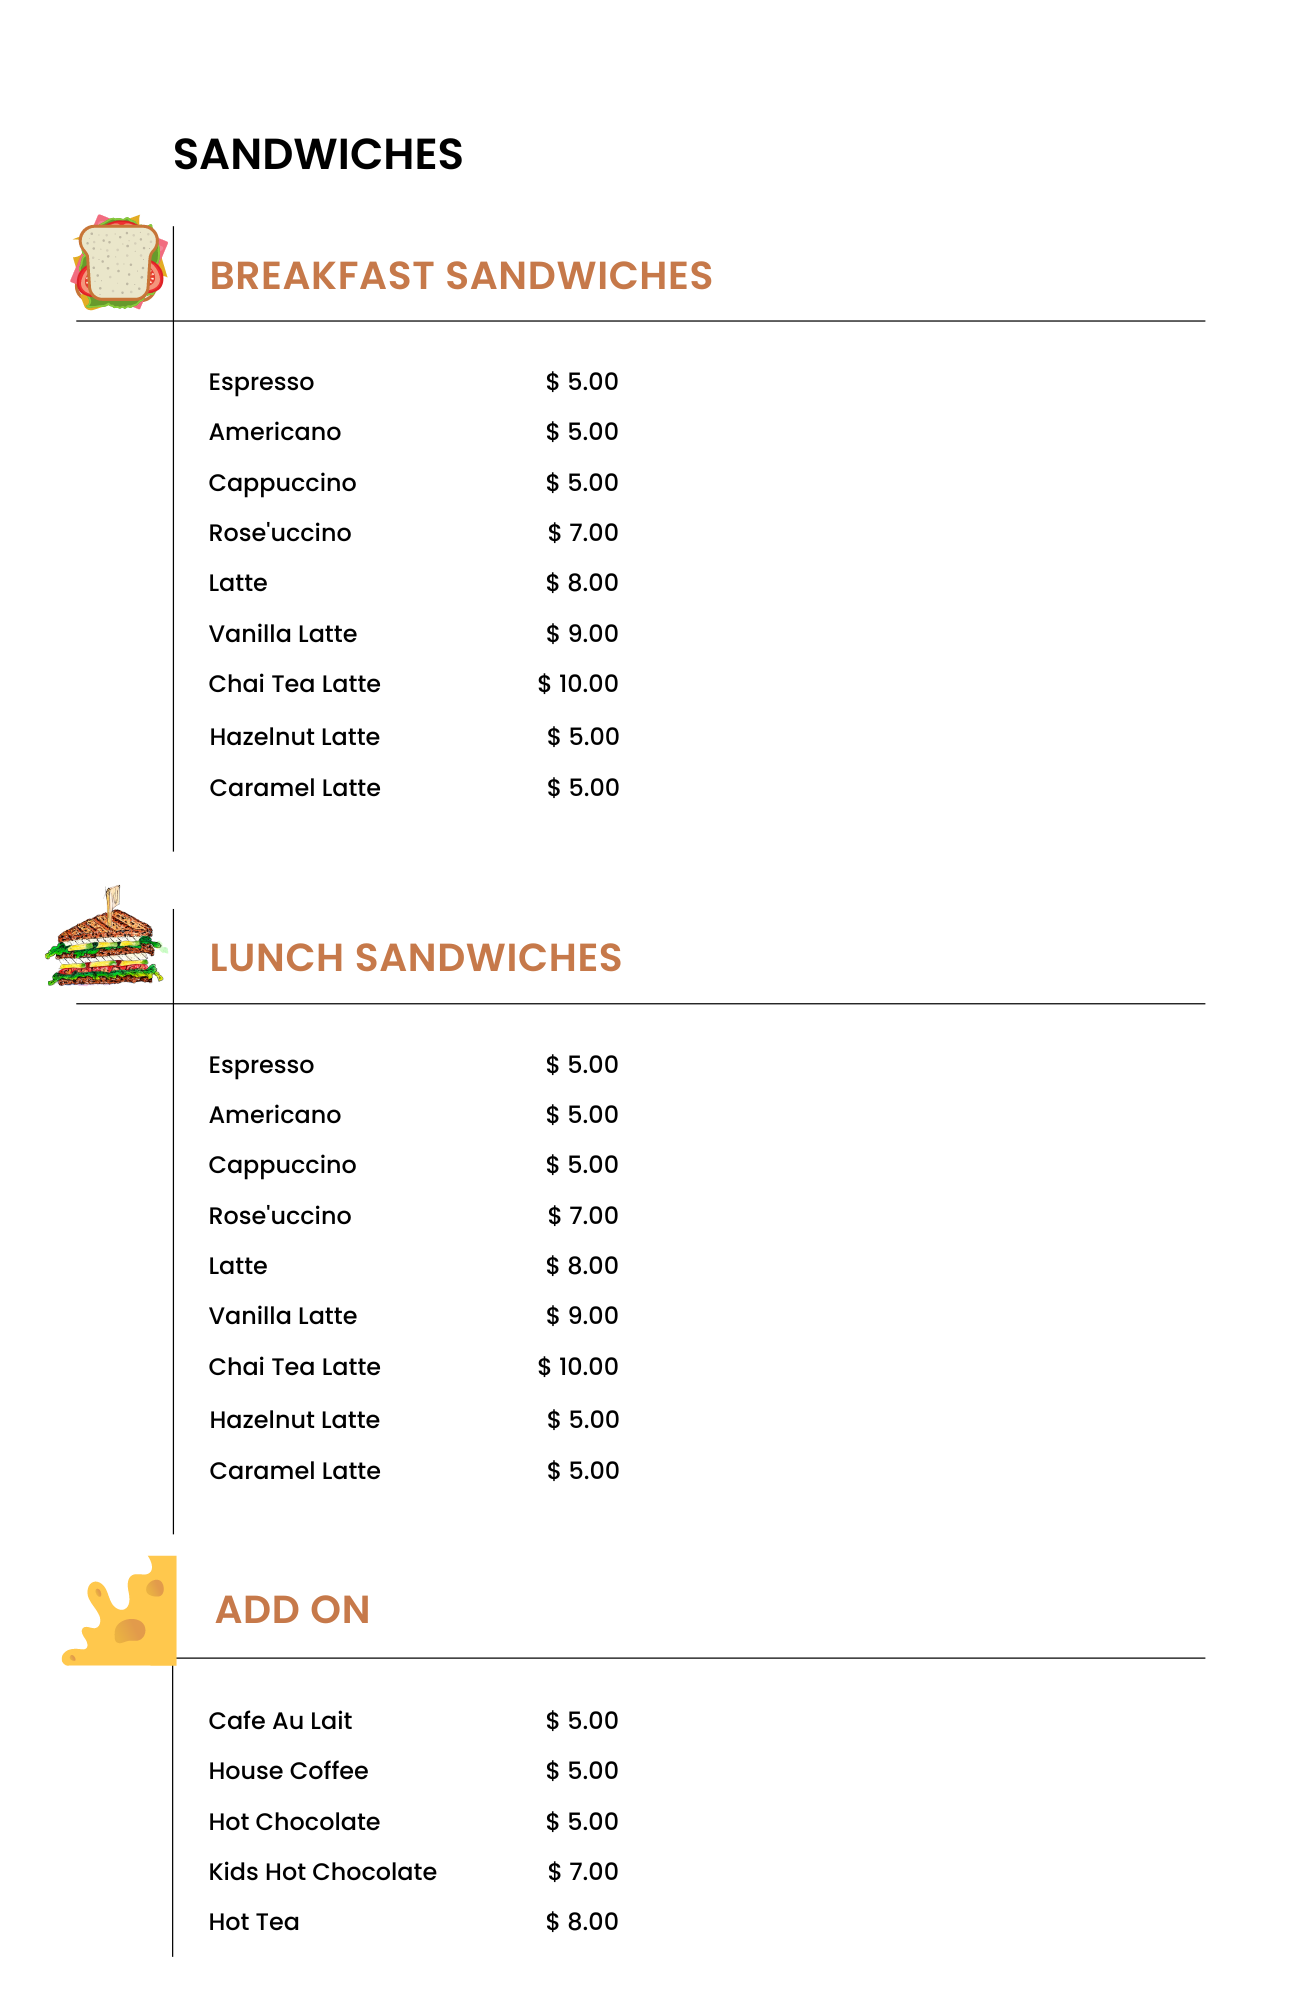 SANDWICHES
BREAKFAST SANDWICHES
Espresso $ 5.00
Americano $ 5.00
Cappuccino $ 5.00
Rose'uccino $ 7.00
Latte $ 8.00
Vanilla Latte $ 9.00
Chai Tea Latte $ 10.00
Hazelnut Latte $ 5.00
Caramel Latte $ 5.00
LUNCH SANDWICHES
Espresso $ 5.00
Americano $ 5.00
Cappuccino $ 5.00
Rose'uccino $ 7.00
Latte $ 8.00
Vanilla Latte $ 9.00
Chai Tea Latte $ 10.00
Hazelnut Latte $ 5.00
Caramel Latte $ 5.00
ADD ON
Cafe Au Lait $ 5.00
House Coffee $ 5.00
Hot Chocolate $ 5.00
Kids Hot Chocolate $ 7.00
Hot Tea $ 8.00